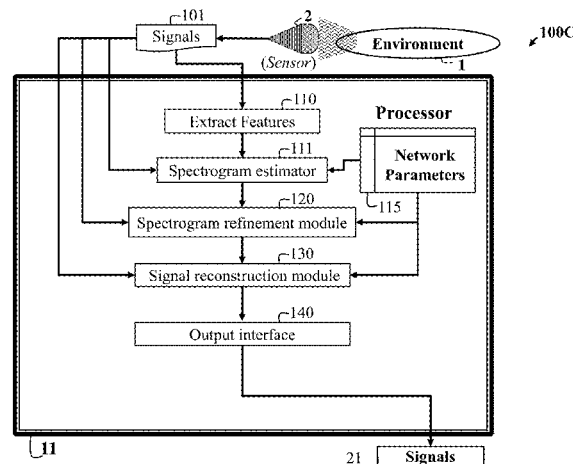 101
Signals
2
(Sensor)
Environment
1
100C
110
Extract Features
Processor
111
Spectrogram estimator
Network
Parameters
115
120
Spectrogram refinement module
130
Signal reconstruction module
140
Output interface
11
21
Signals